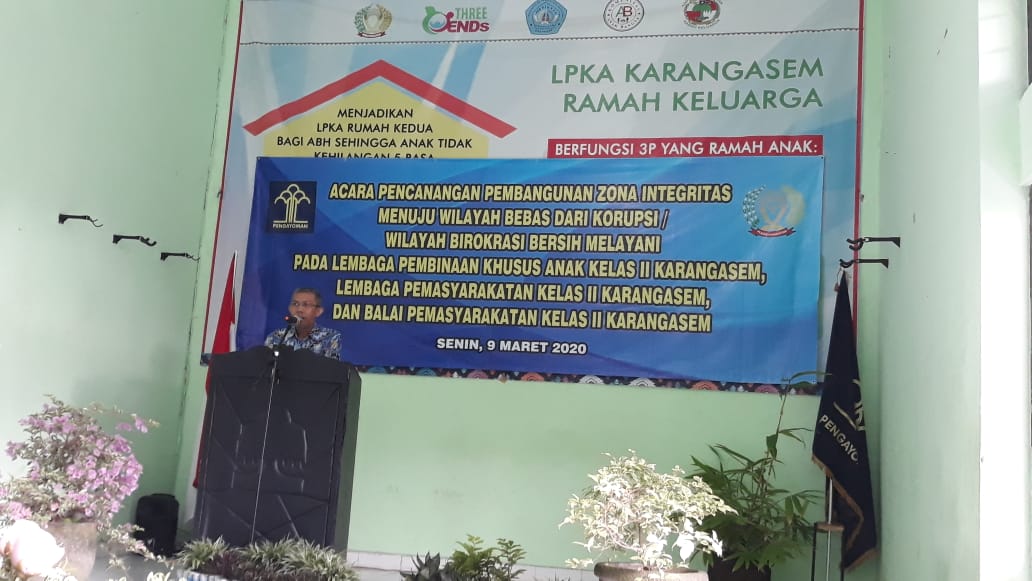 THREE
ENDs
LPKA KARANGASEM
RAMAH KELUARGA
MENJADIKAN
LPKA RUMAH KEDUA
BAGI ABH SEHINGGA ANAK TIDAK
KEHILANGAN 5 RASA
BERFUNGSI 3P YANG RAMAH ANAK:
PENGAYOMAN
ACARA PENCANANGAN PEMBANGUNAN ZONA INTEGRITAS
MENUJU WILAYAH BEBAS DARI KORUPSI /
WILAYAH BIROKRASI BERSIH MELAYANI
PADA LEMBAGA PEMBINAAN KHUSUS ANAK KELAS II KARANGASEM,
LEMBAGA PEMASYARAKATAN KELAS II KARANGASEM,
DAN BALAI PEMASYARAKATAN KELAS II KARANGASEM
SENIN, 9 MARET 2020
PENGAYO